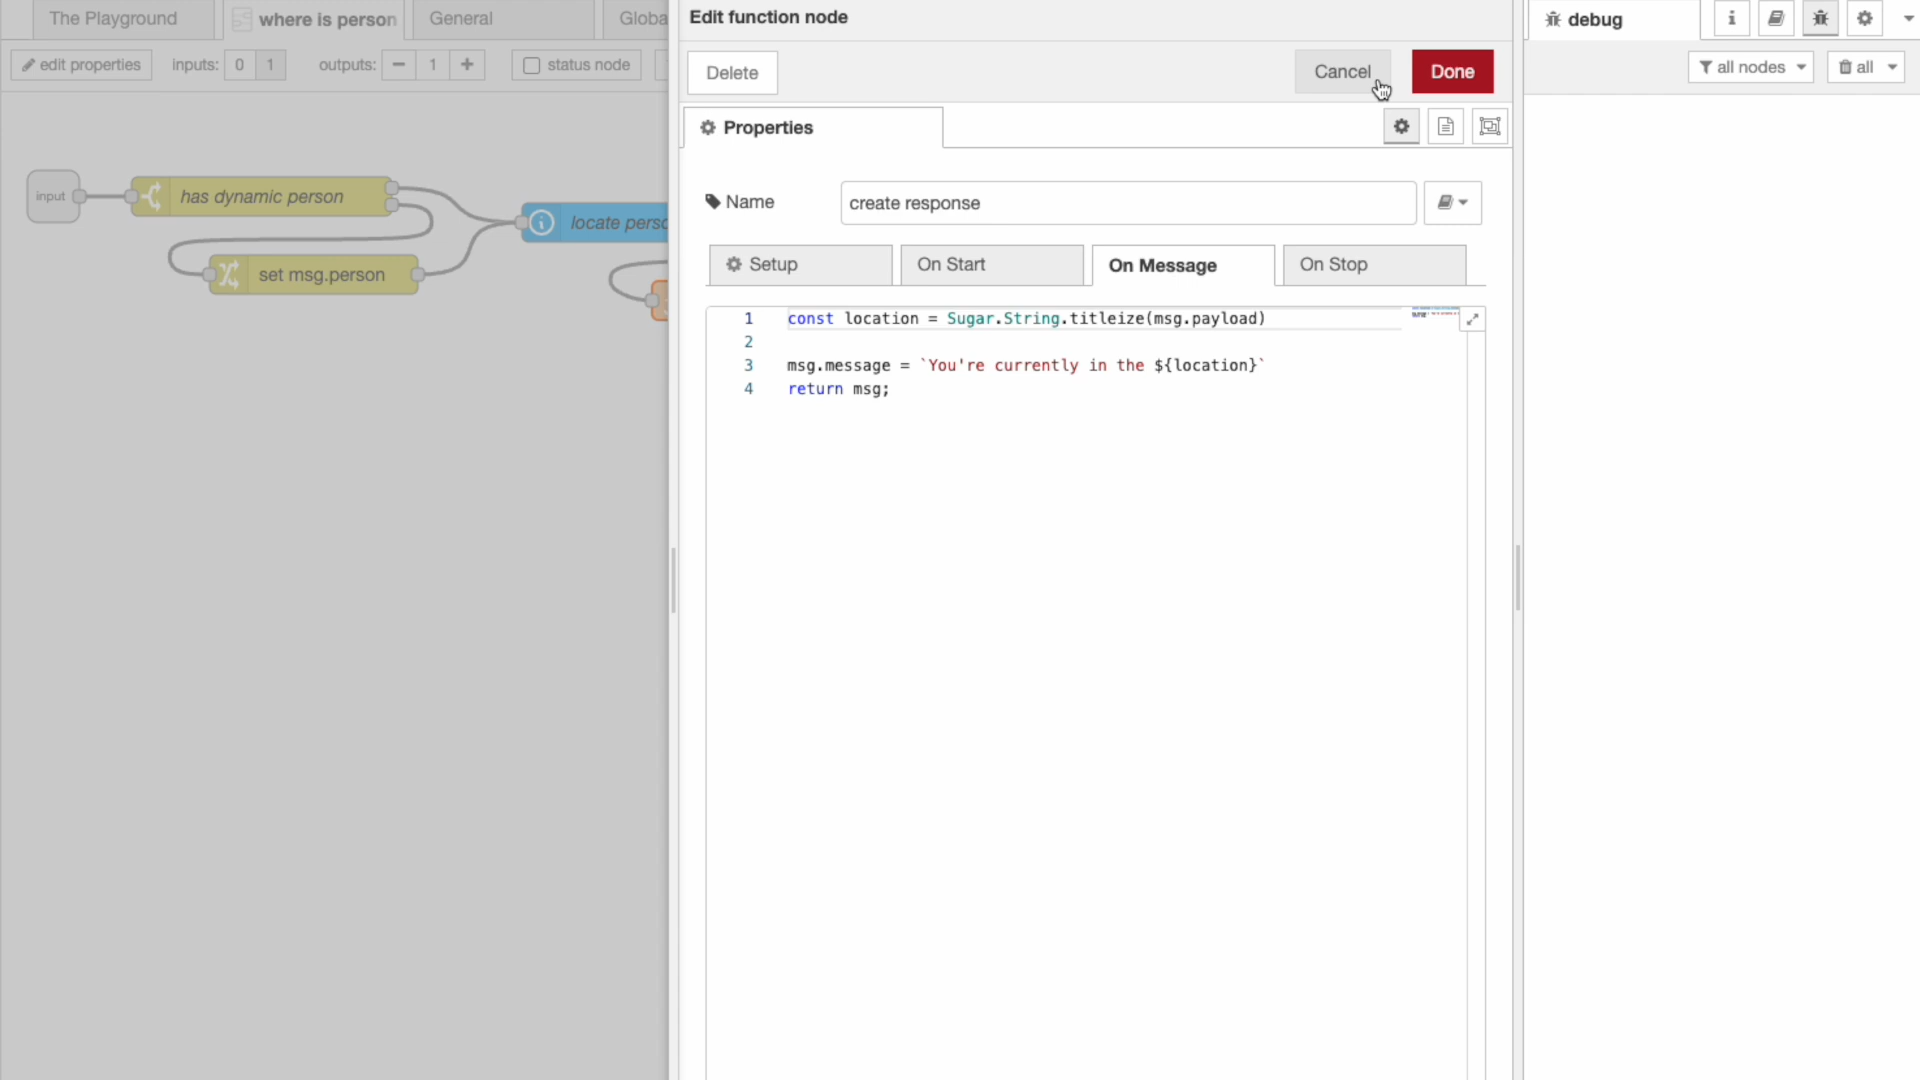 The Playground
where is person
General
Edit function node
debug
edit properties
inputs: 0 1
outputs: 1
status node
Delete
Cancel
Done
all nodes
all
Properties
input
has dynamic person
Name
create response
locate
set msg.person
Setup
On Start
On Message
On Stop
1 const location = Sugar.String.titleize(msg.payload)
2
3 msg.message = `You're currently in the ${location}`
4 return msg;